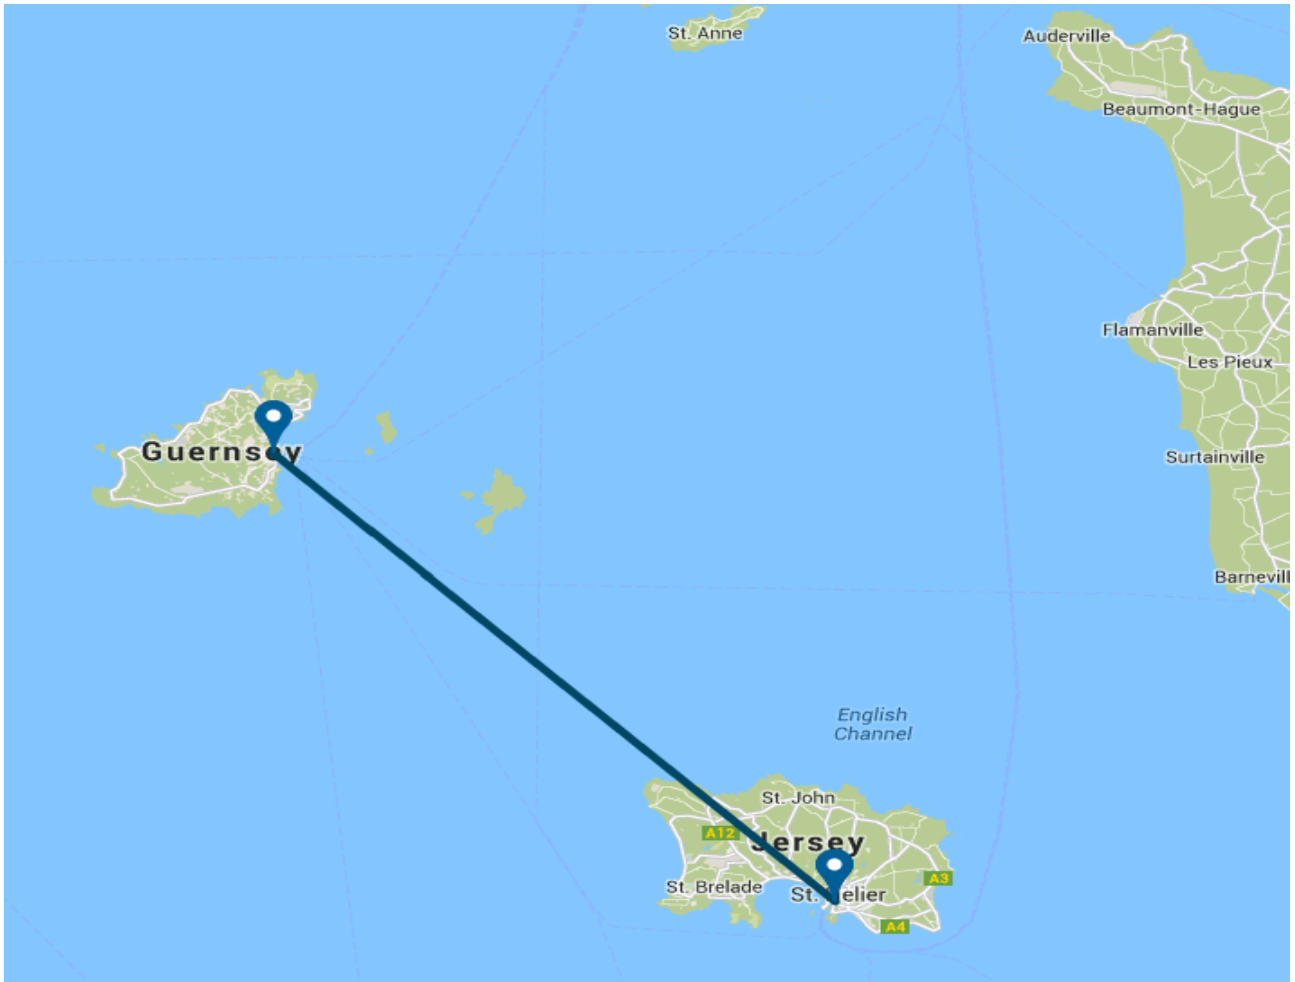 St. Anne
Auderville
Beaumont-Hague
Flamanville
Les Pieux
Guernsey
Surtainville
Barnevill
English
Channel
St. John
A12
Jersey
A3
St. Brelade
St. Helier
A4